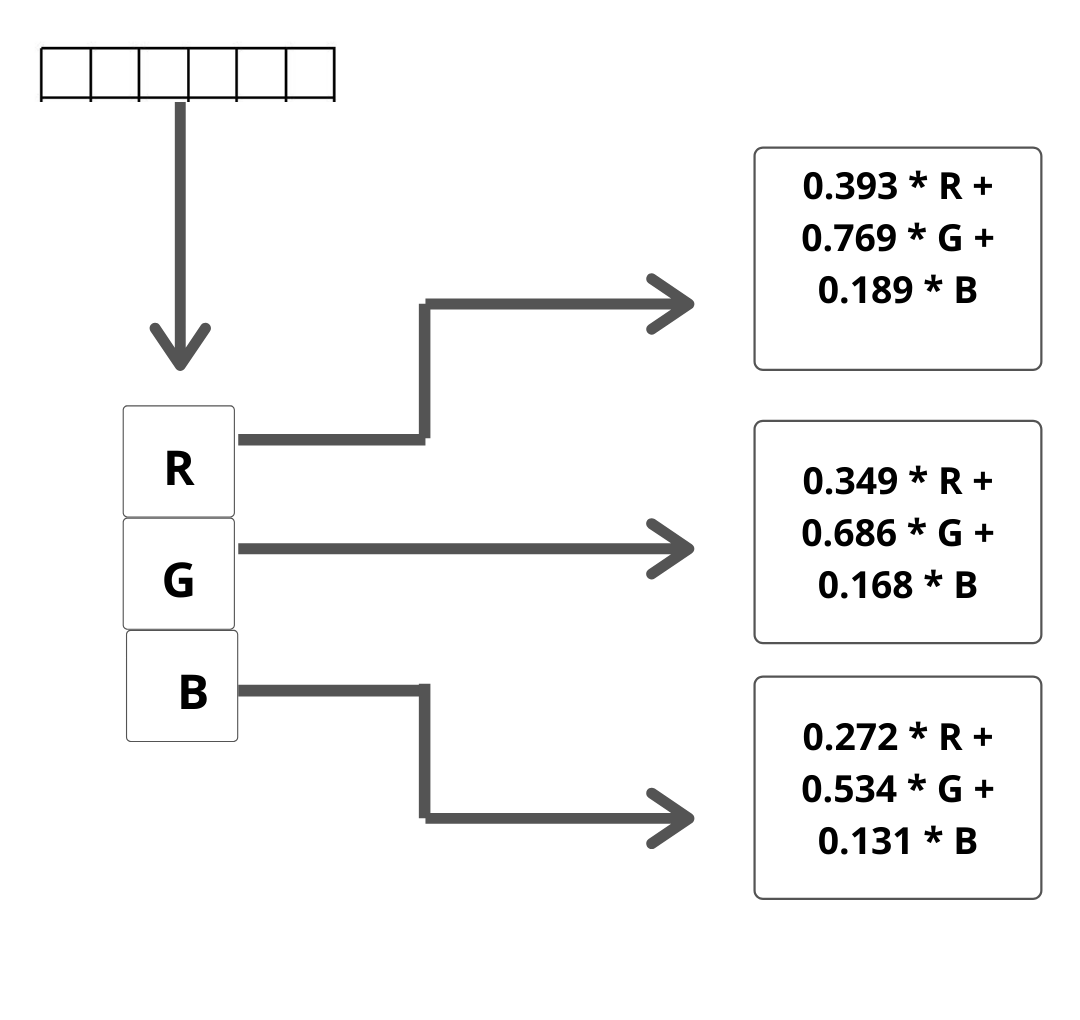 R
G
B
0.393 * R +
0.769 * G +
0.189 * B
0.349 * R +
0.686 * G +
0.168 * B
0.272 * R +
0.534 * G +
0.131 * B